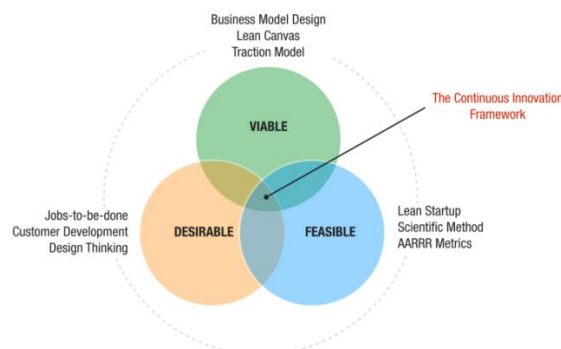 Business Model Design
Lean Canvas
Traction Model
The Continuous Innovation
Framework
VIABLE
Jobs-to-be-done
Customer Development
Design Thinking
DESIRABLE
FEASIBLE
Lean Startup
Scientific Method
AARRR Metrics